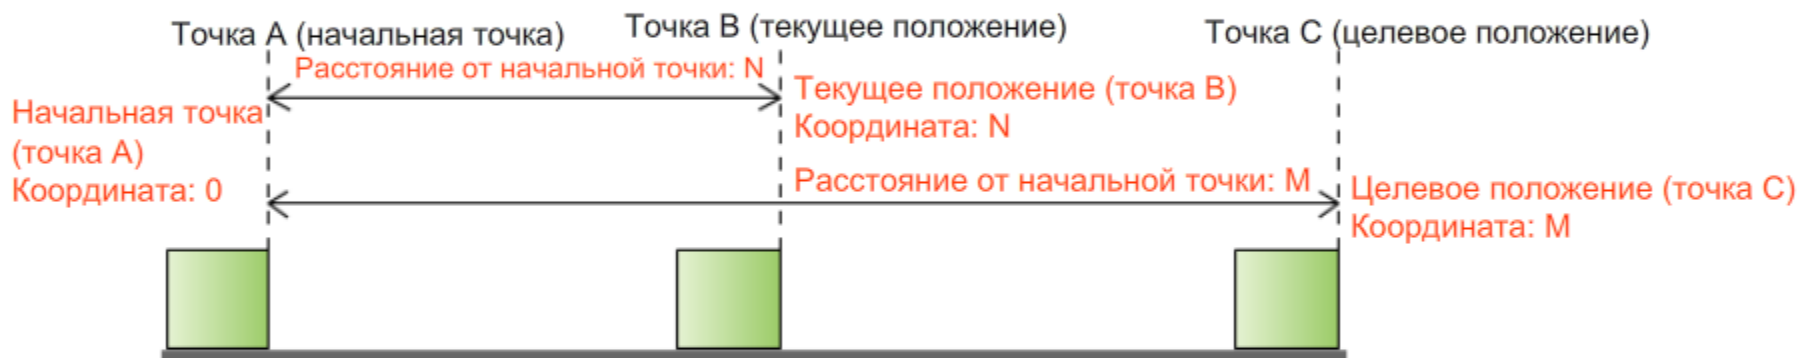 Точка A (начальная точка)
Точка B (текущее положение)
Точка C (целевое положение)
Расстояние от начальной точки: N
Начальная точка
(точка A)
Координата: 0
Текущее положение (точка B)
Координата: N
Расстояние от начальной точки: M
Целевое положение (точка C)
Координата: M